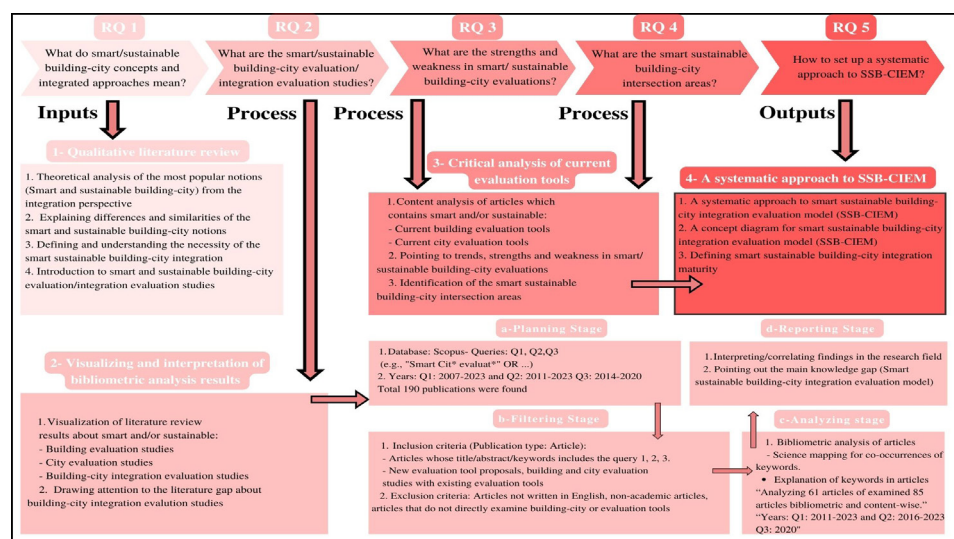 RQ 1
RQ 2
RQ 3
RQ 4
RQ 5
What do smart/sustainable
building-city concepts and
integrated approaches mean?
What are the smart/sustainable
building-city evaluation/
integration evaluation studies?
What are the strengths and
weakness in smart/ sustainable
building-city evaluations?
What are the smart sustainable
building-city
intersection areas?
How to set up a systematic
approach to SSB-CIEM?
Inputs
Process
Process
Process
Outputs
1- Qualitative literature review
1. Theoretical analysis of the most popular notions
(Smart and sustainable building-city) from the
integration perspective
2. Explaining differences and similarities of the
smart and sustainable building-city notions
3. Defining and understanding the necessity of the
smart sustainable building-city integration
4. Introduction to smart and sustainable building-city
evaluation/integration evaluation studies
3- Critical analysis of current
evaluation tools
1. Content analysis of articles which
contains smart and/or sustainable:
- Current building evaluation tools
- Current city evaluation tools
2. Pointing to trends, strengths and weakness in smart/
sustainable building-city evaluations
3. Identification of the smart sustainable
building-city intersection areas
4- A systematic approach to SSB-CIEM
1. A systematic approach to smart sustainable building-
city integration evaluation model (SSB-CIEM)
2. A concept diagram for smart sustainable building-city
integration evaluation model (SSB-CIEM)
3. Defining smart sustainable building-city integration
maturity
2- Visualizing and interpretation of
bibliometric analysis results
1. Visualization of literature review
results about smart and/or sustainable:
- Building evaluation studies
- City evaluation studies
- Building-city integration evaluation studies
2. Drawing attention to the literature gap about
building-city integration evalution studies
a-Planning Stage
1. Database: Scopus- Queries: Q1, Q2,Q3
(e.g., "Smart Cit* evaluat*" OR ...)
2. Years: Q1: 2007-2023 and Q2: 2011-2023 Q3: 2014-2020
Total 190 publications were found
b-Filtering Stage
1. Inclusion criteria (Publication type: Article):
- Articles whose title/abstract/keywords includes the query 1, 2, 3.
- New evaluation tool proposals, building and city evaluation
studies with existing evaluation tools
2. Exclusion criteria: Articles not written in English, non-academic articles,
articles that do not directly examine building-city or evaluation tools
d-Reporting Stage
1. Interpreting/correlating findings in the research field
2. Pointing out the main knowledge gap (Smart
sustainable building-city integration evaluation model)
c-Analyzing stage
1. Bibliometric analysis of articles
- Science mapping for co-occurrences of
keywords.
• Explanation of keywords in articles
“Analyzing 61 articles of examined 85
articles bibliometric and content-wise.”
“Years: Q1: 2011-2023 and Q2: 2016-2023
Q3: 2020"